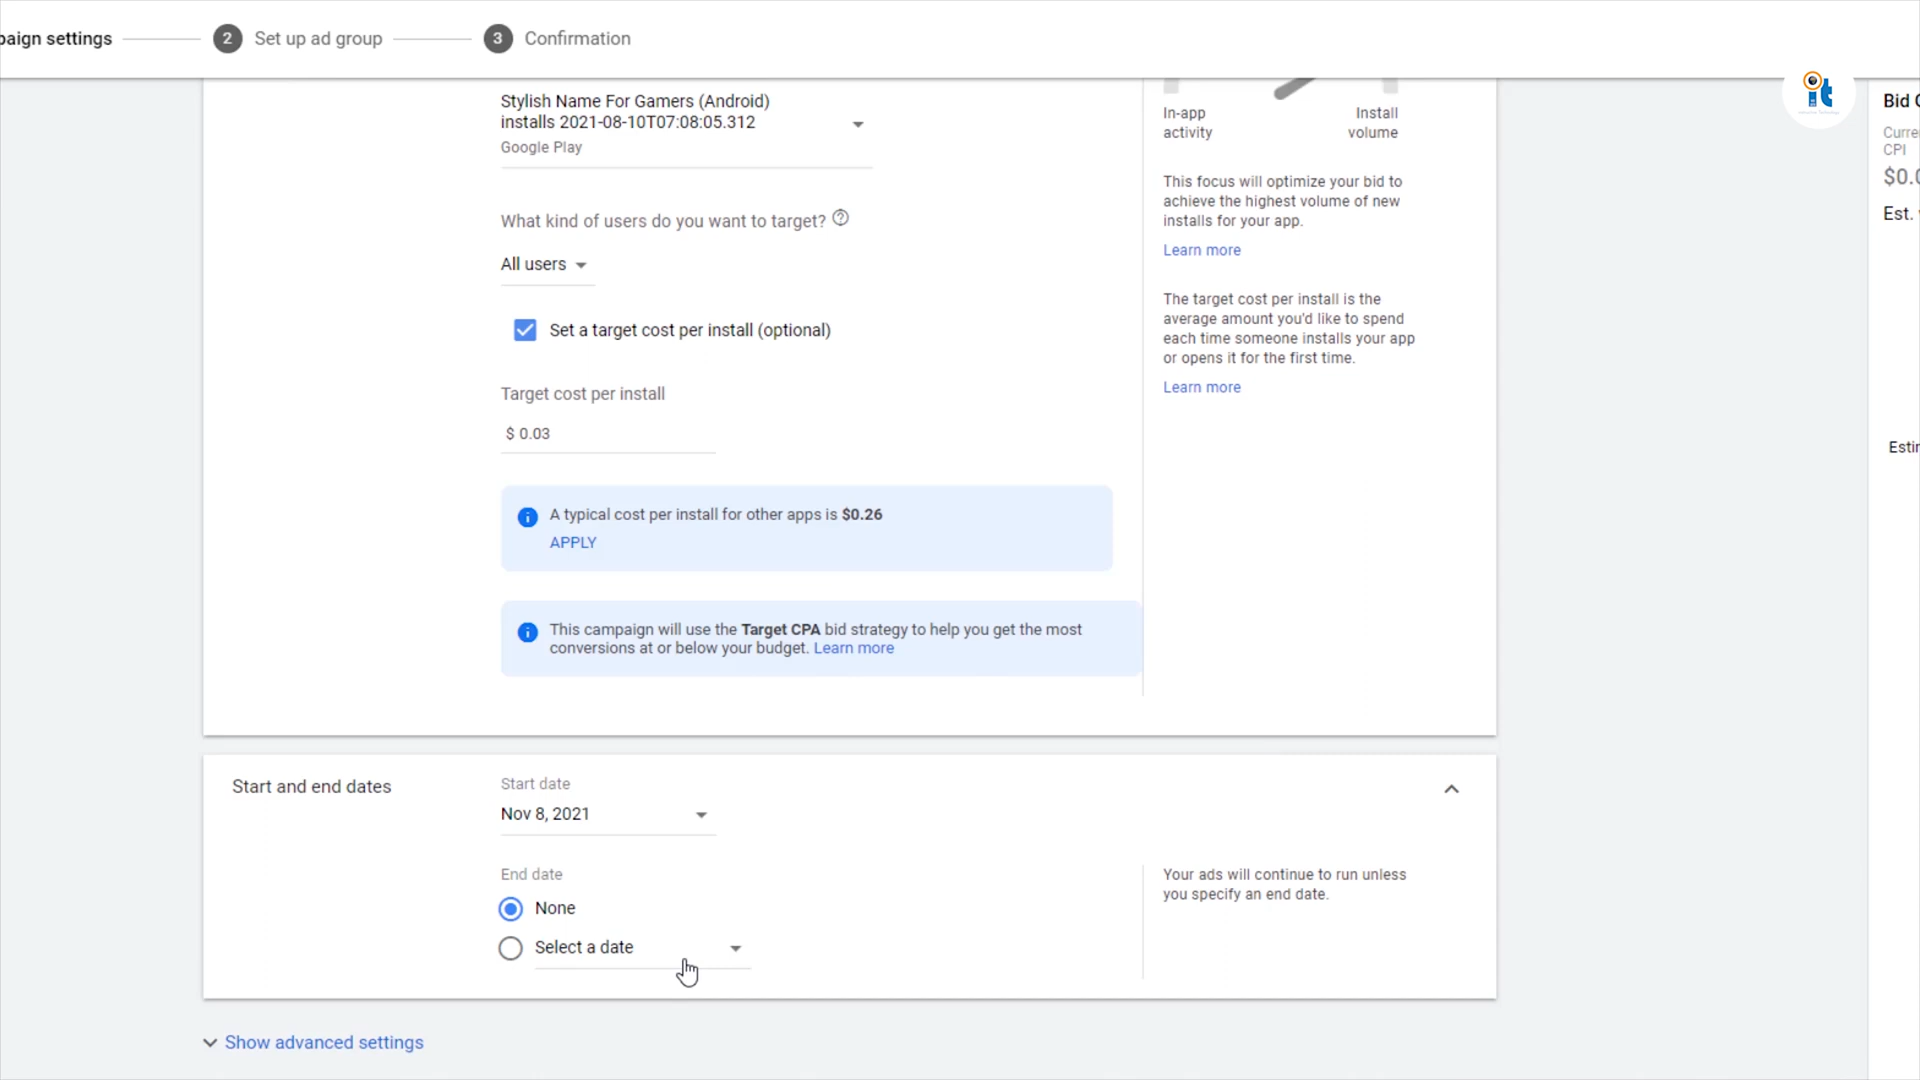 paign settings
2
Set up ad group
3
Confirmation
Stylish Name For Gamers (Android)
installs 2021-08-10T07:08:05.312
Google Play
What kind of users do you want to target?
All users
Set a target cost per install (optional)
Target cost per install
$ 0.03
A typical cost per install for other apps is $0.26
APPLY
This campaign will use the Target CPA bid strategy to help you get the most
conversions at or below your budget. Learn more
In-app
activity
Install
volume
This focus will optimize your bid to
achieve the highest volume of new
installs for your app.
Learn more
The target cost per install is the
average amount you'd like to spend
each time someone installs your app
or opens it for the first time.
Learn more
it
Bid
CPI
$0.
Est.
Start and end dates
Start date
Nov 8, 2021
End date
None
Select a date
Your ads will continue to run unless
you specify an end date.
Show advanced settings